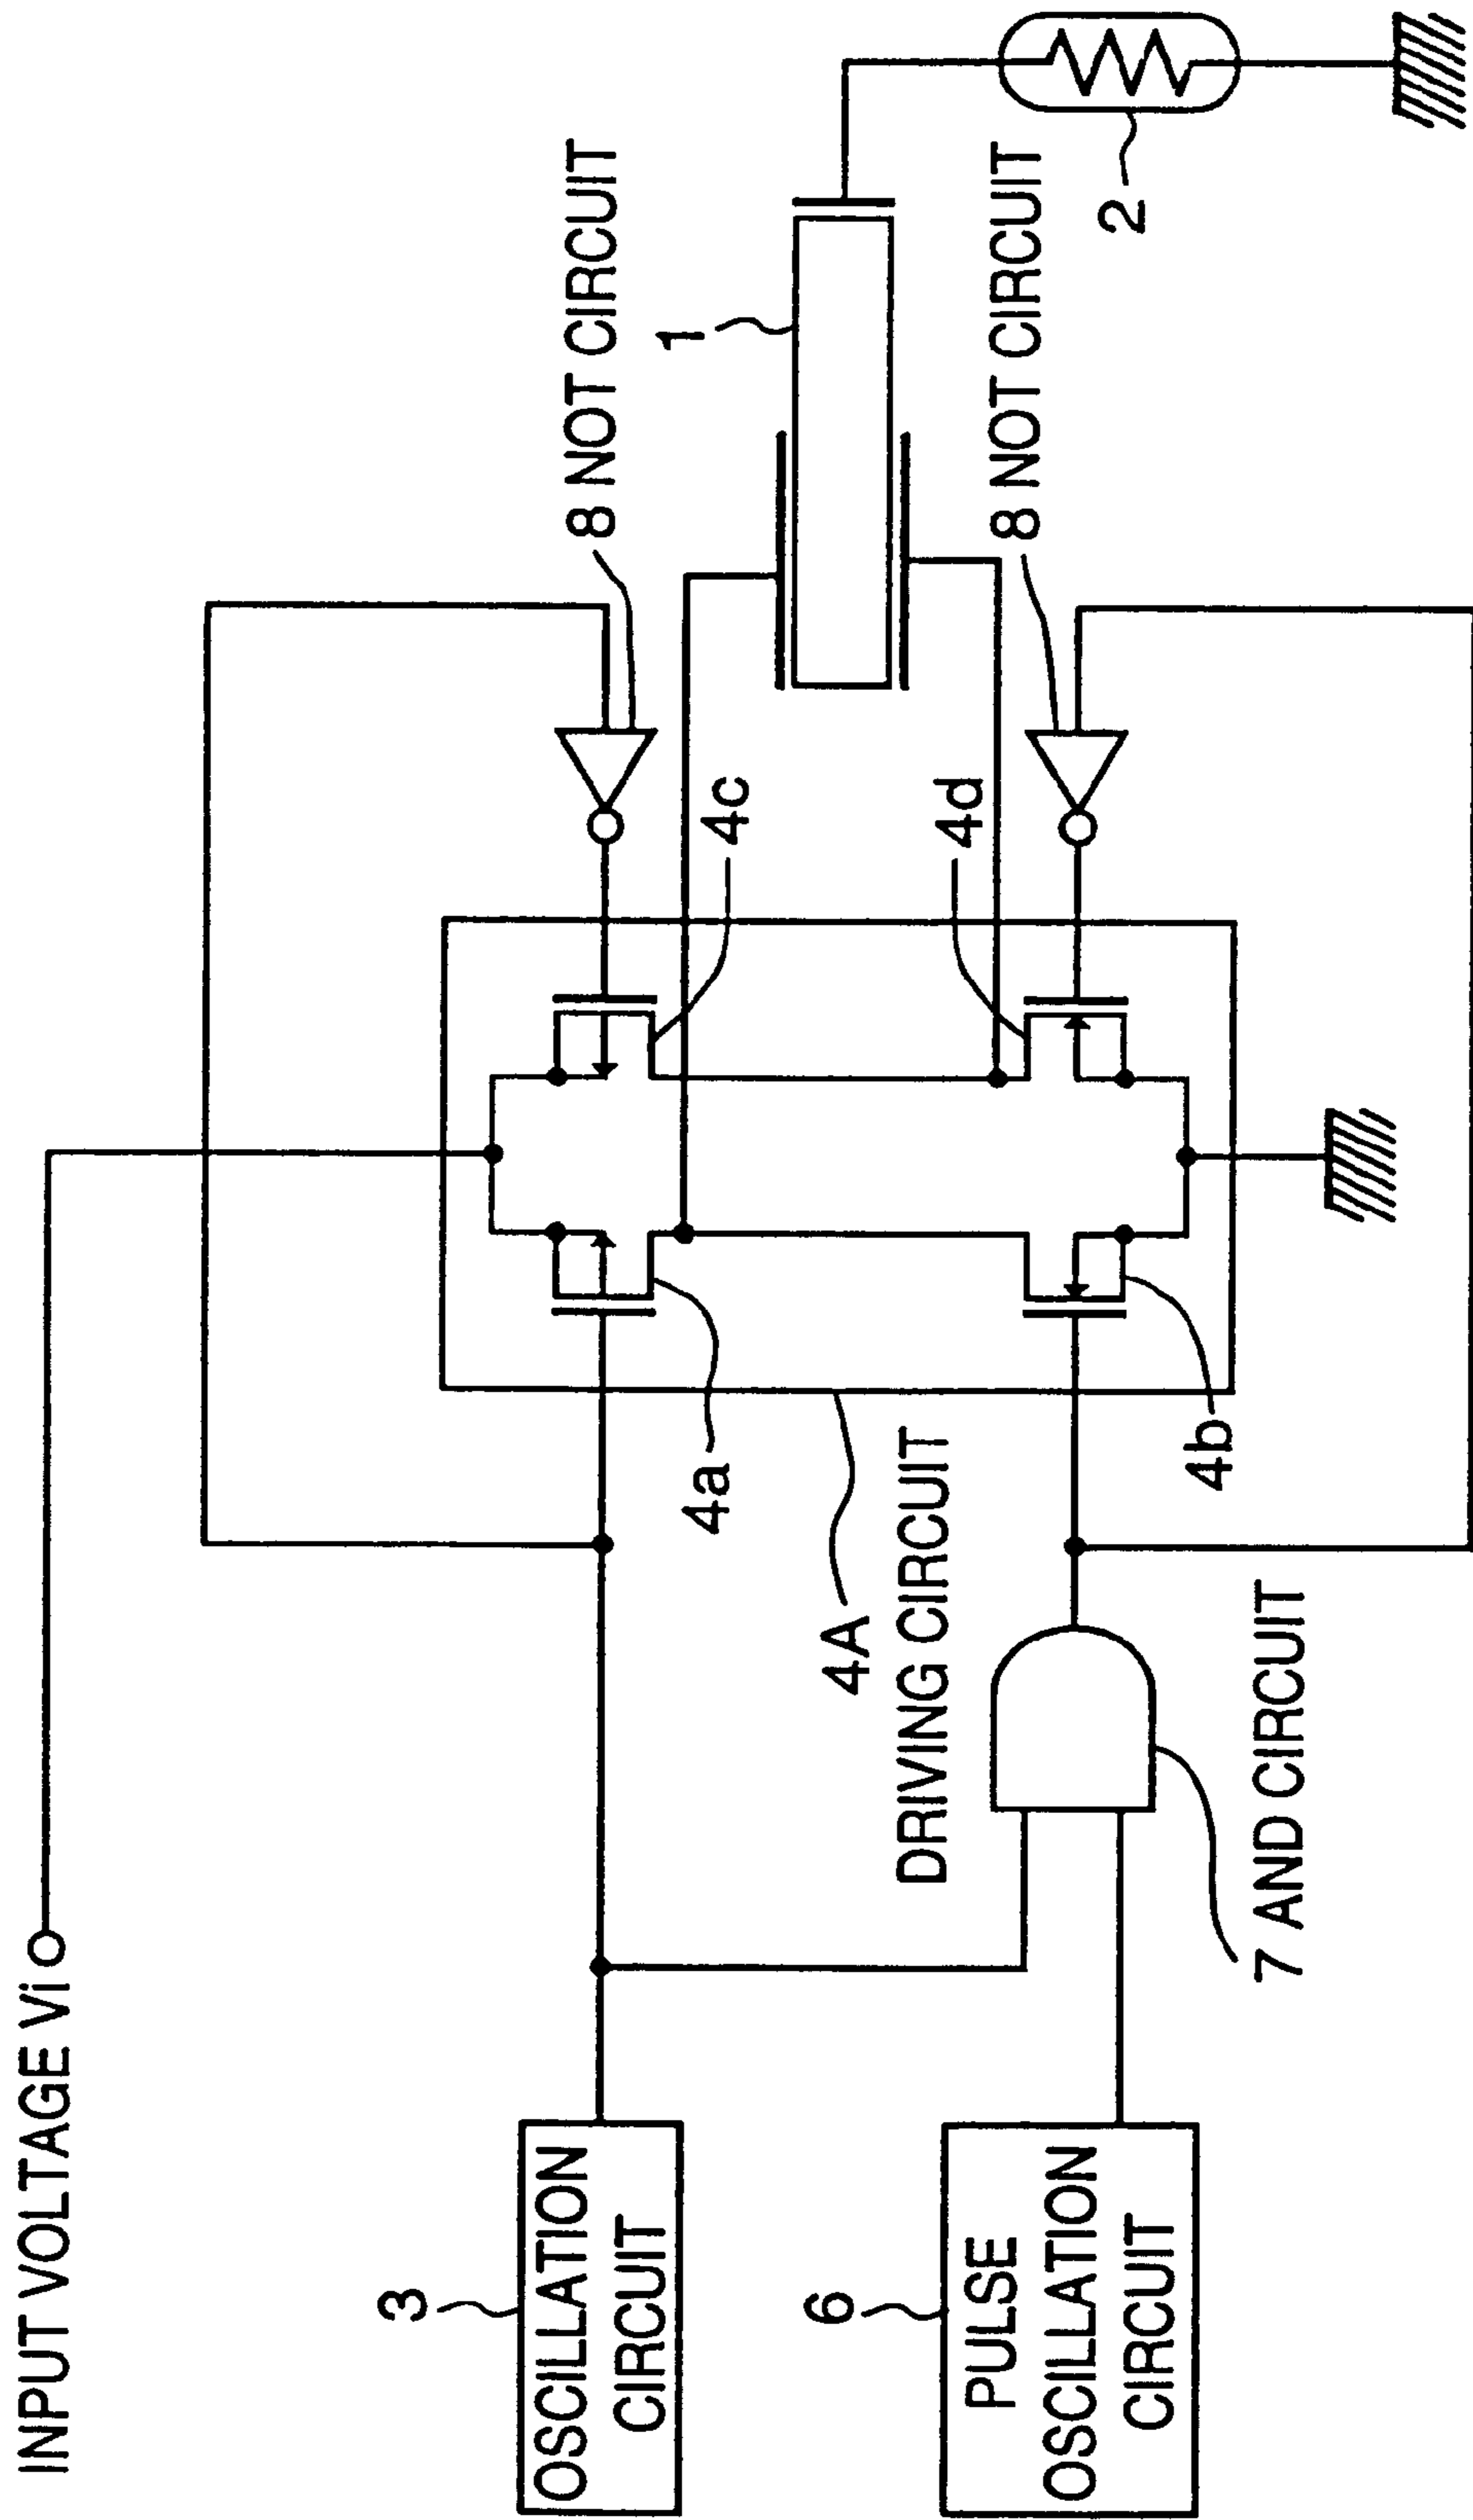 INPUT VOLTAGE Vi
3
OSCILLATION
CIRCUIT
6
PULSE
OSCILLATION
CIRCUIT
7 AND CIRCUIT
4A
DRIVING CIRCUIT
4a
4b
4c
4d
8 NOT CIRCUIT
8 NOT CIRCUIT
1
2